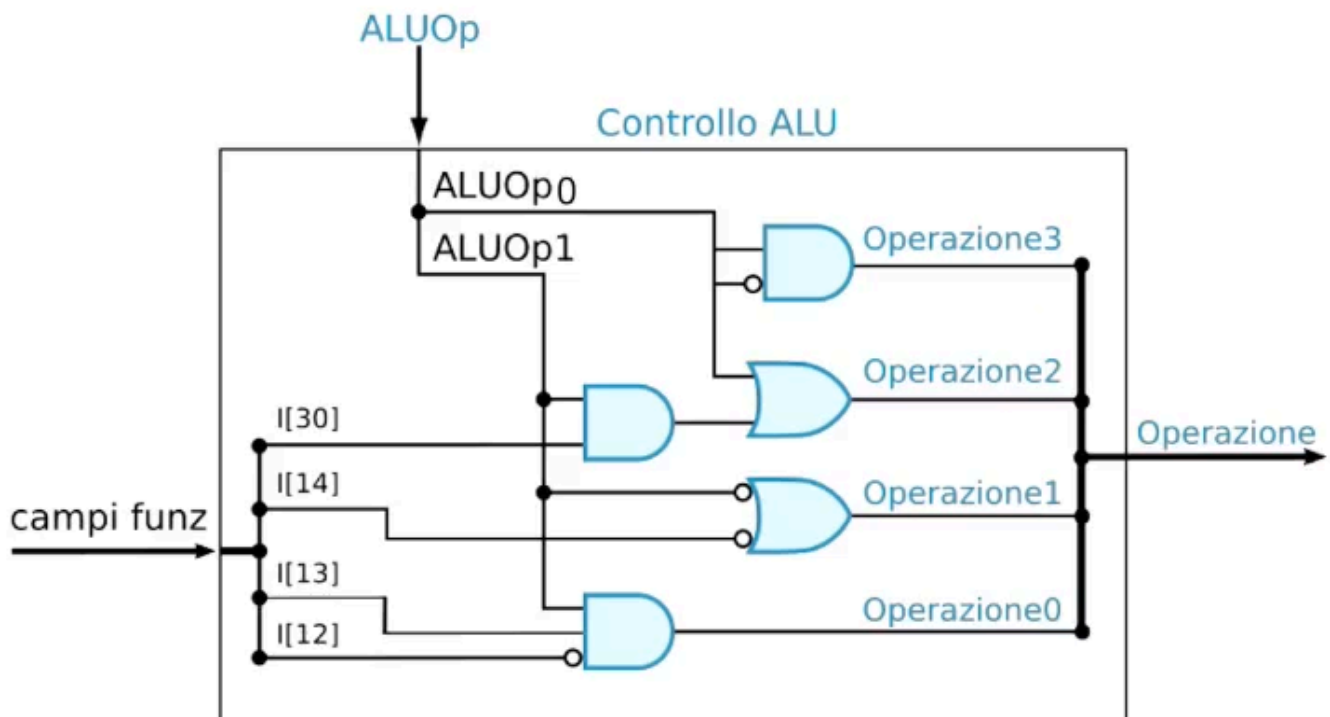 ALUOp
Controllo ALU
ALUOp0
ALUOp1
Operazione3
Operazione2
I[30]
Operazione
I[14]
Operazione1
campi funz
I[13]
Operazione0
I[12]